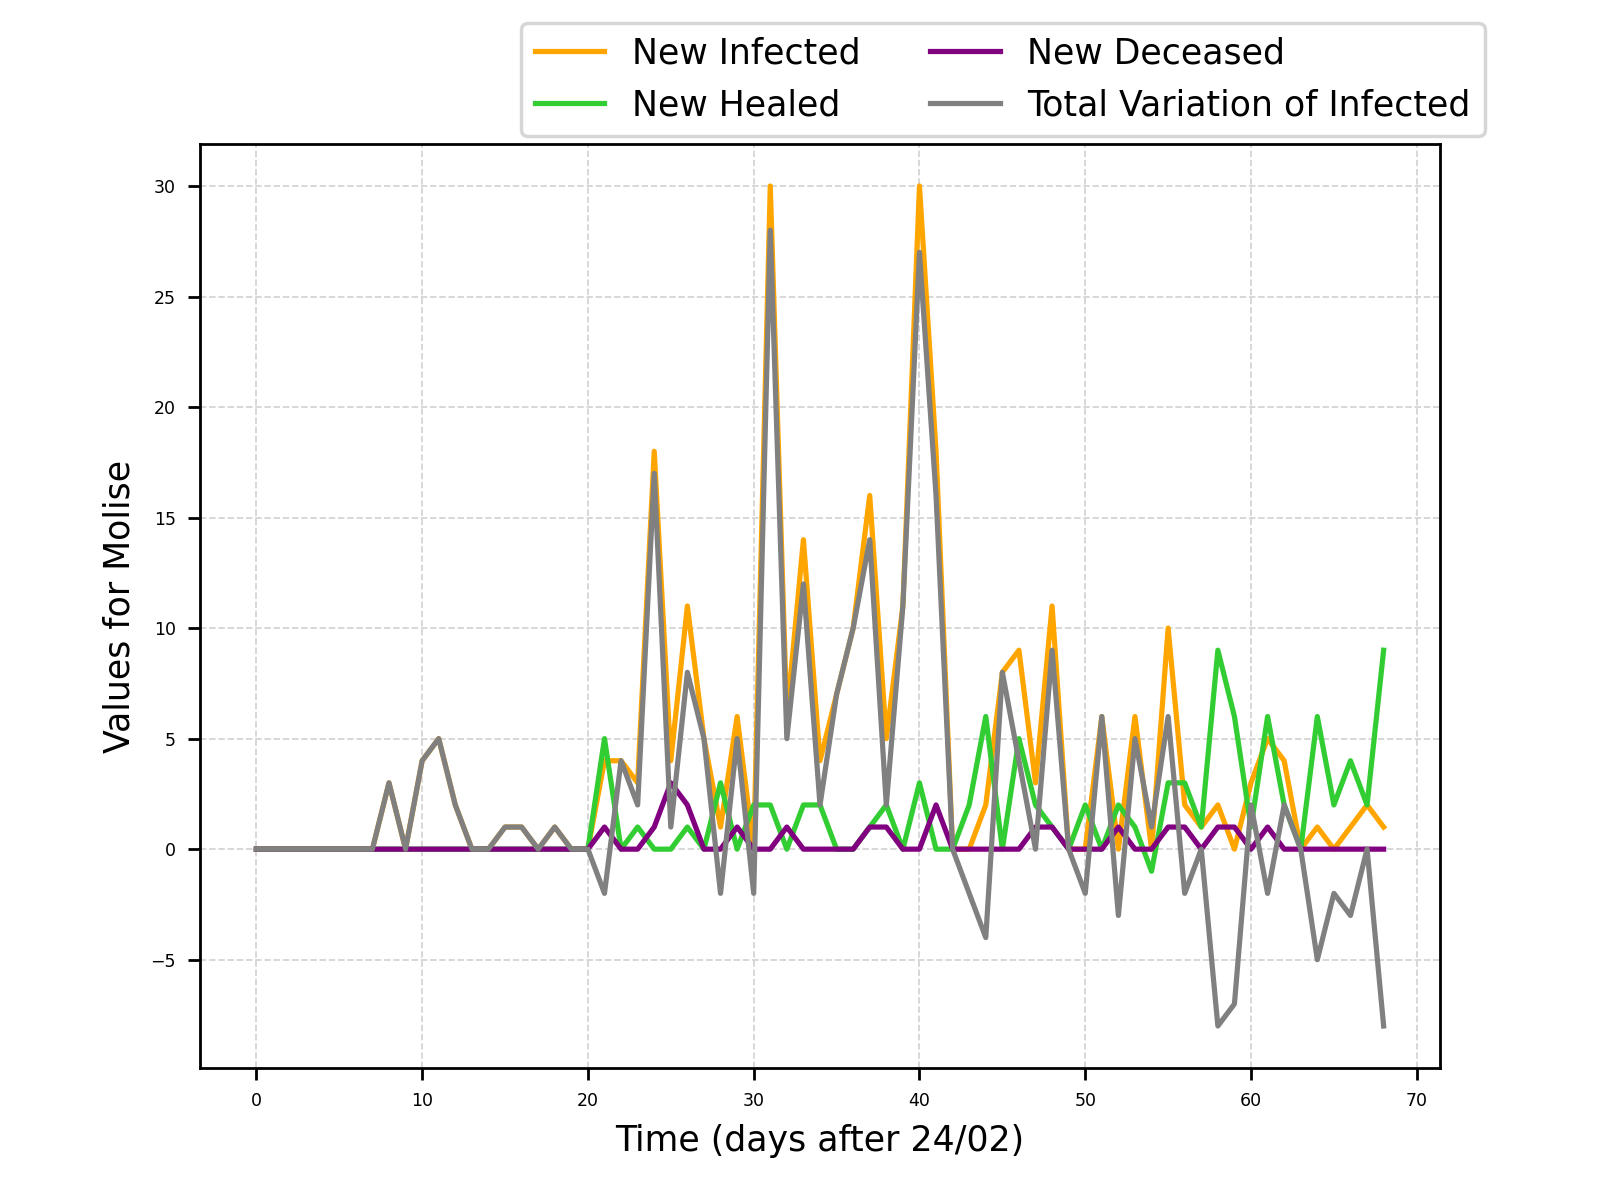 New Infected New Deceased
New Healed Total Variation of Infected
30
25
20
15
10
5
0
−5
Values for Molise
0 10 20 30 40 50 60 70
Time (days after 24/02)